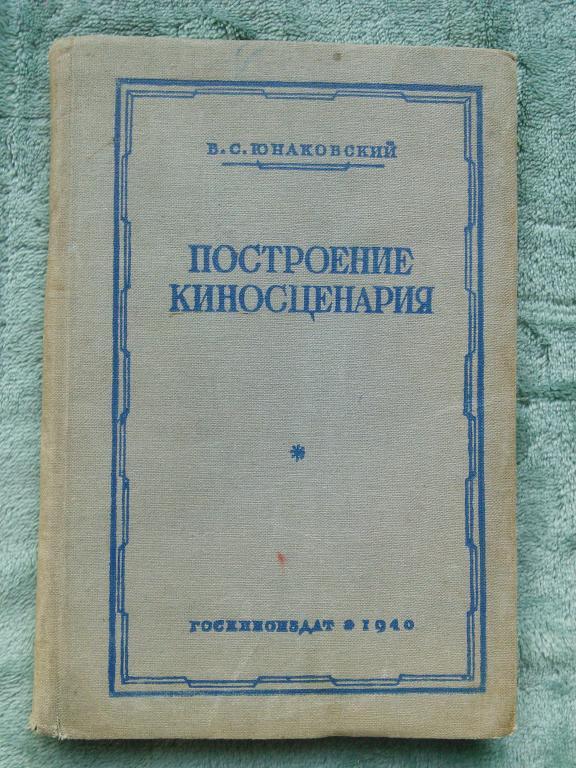 В.С.ЮНАКОВСКИЙ
ПОСТРОЕНИЕ
КИНОСЦЕНАРИЯ
*
ГОСКИНОИЗДАТ * 1940